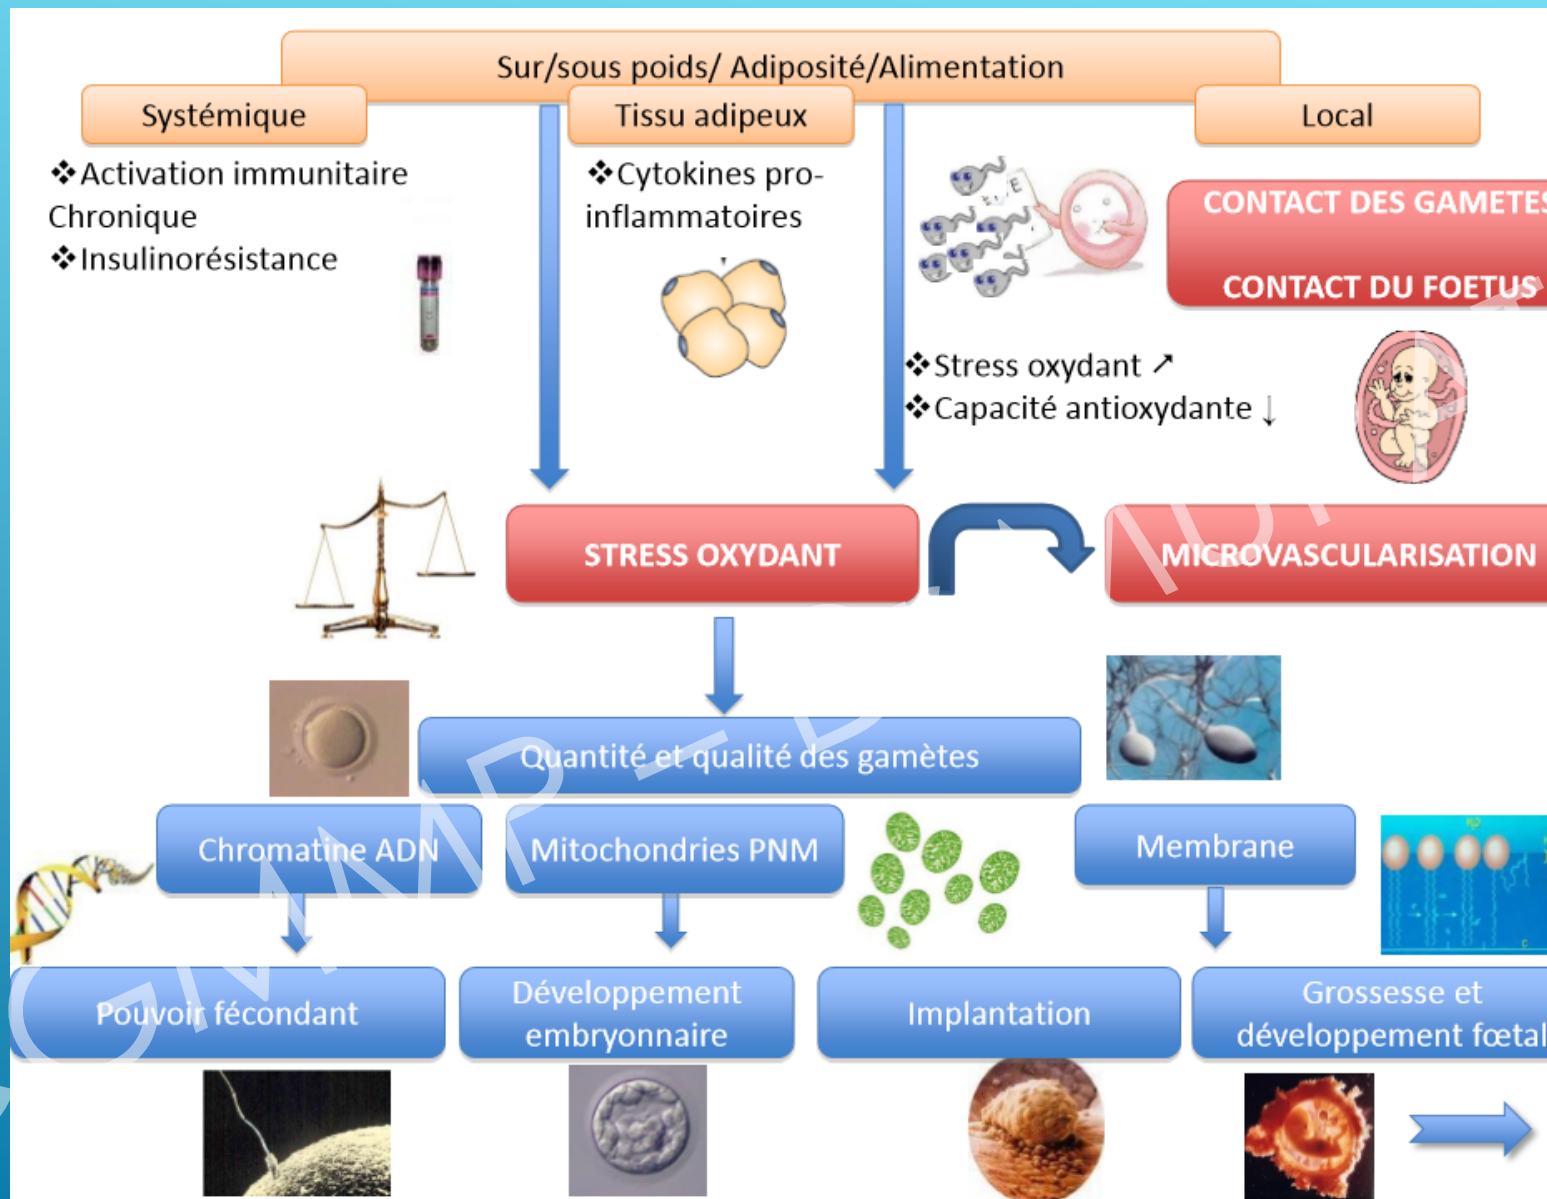 Sur/sous poids/ Adiposité/Alimentation
Systémique
Tissu adipeux
Local
❖Activation immunitaire
Chronique
❖Insulinorésistance
❖Cytokines pro-
inflammatoires
E
CONTACT DES GAMETES
CONTACT DU FOETUS
❖Stress oxydant ↗
❖Capacité antioxydante ↓
STRESS OXYDANT
MICROVASCULARISATION
Quantité et qualité des gamètes
Chromatine ADN
Mitochondries PNM
Membrane
Pouvoir fécondant
Développement
embryonnaire
Implantation
Grossesse et
développement fœtal